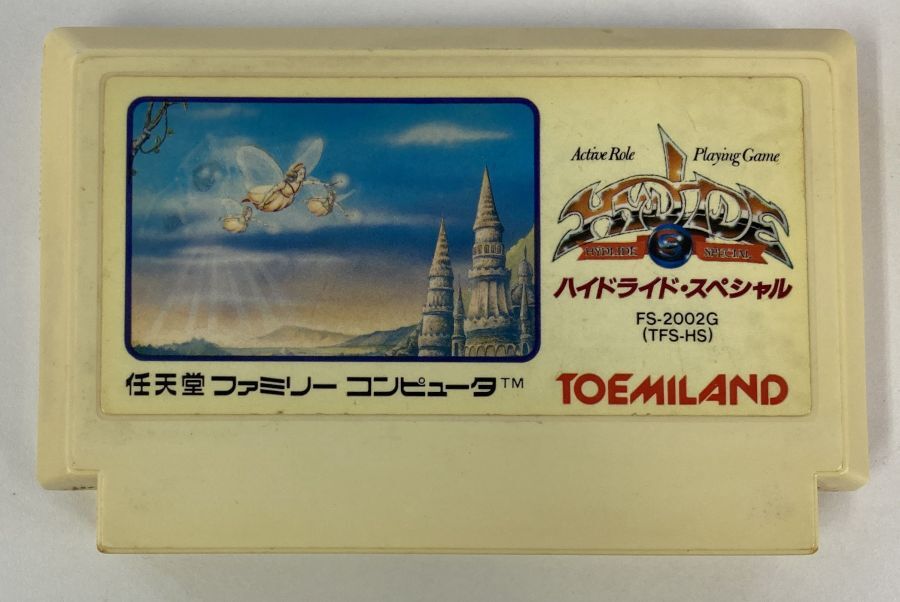 Active Role Playing Game
HYDLIDE
S
HYDLIDE SPECIAL
ハイドライド・スペシャル
FS-2002G
(TFS-HS)
任天堂 ファミリー コンピュータ™
TOEMILAND